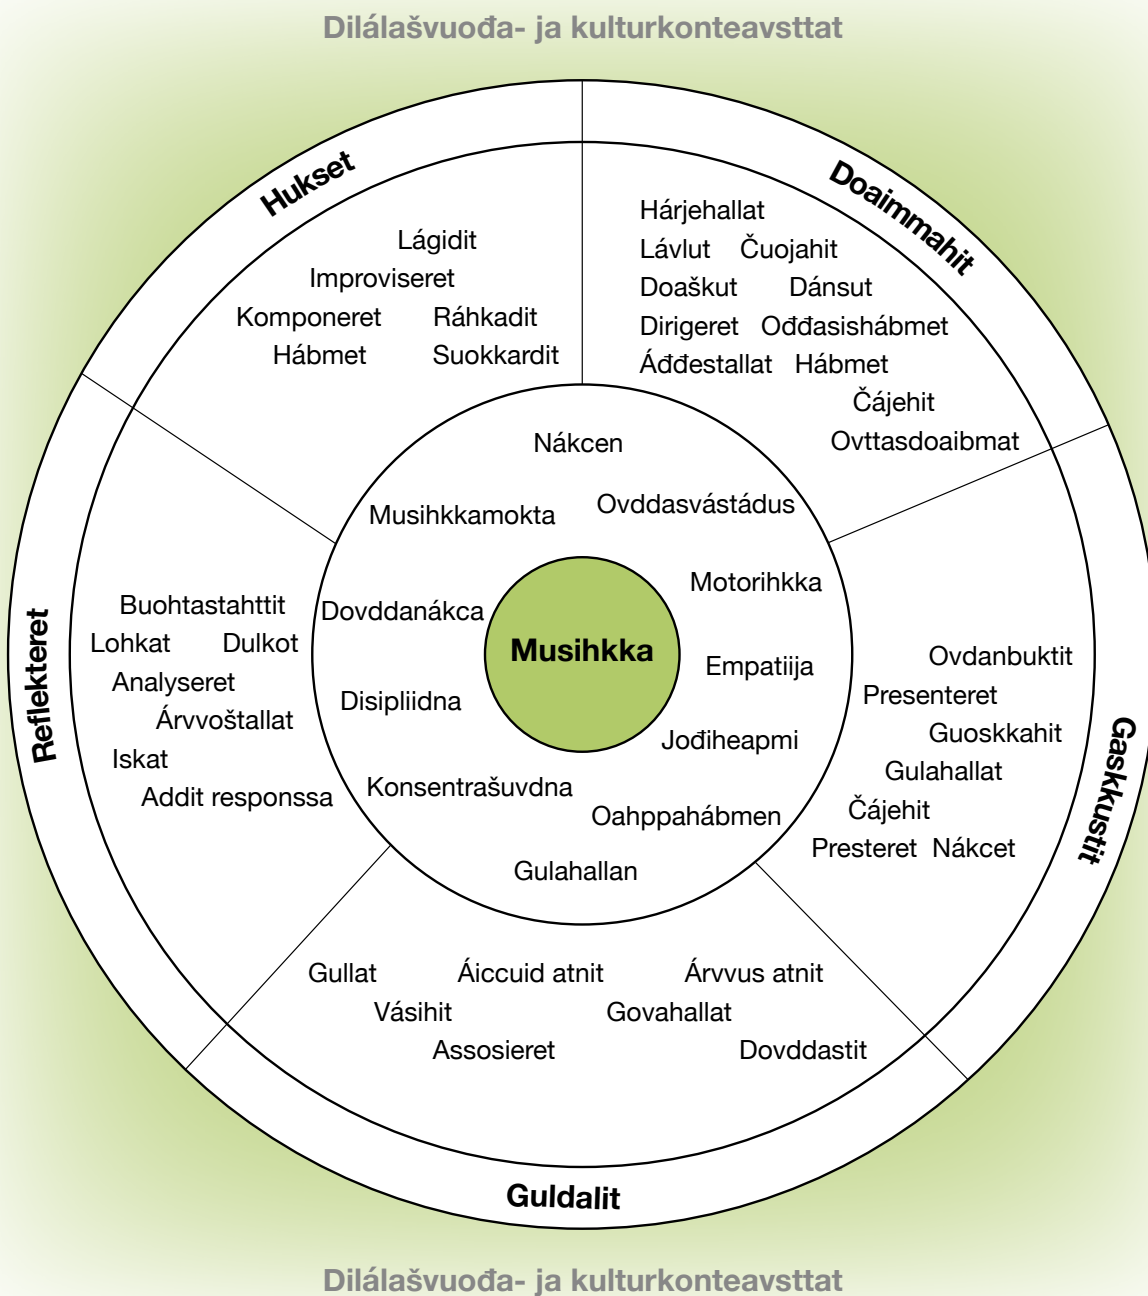 Dilálašvuođa- ja kulturkonteavsttat
Hukset
Lágidit
Improviseret
Komponeret Ráhkadit
Hábmet Suokkardit
Doaimmahit
Hárjehallat
Lávlut Čuojahit
Doaškut Dánsut
Dirigeret Ođđasishábmet
Áđđestallat Hábmet
Čájehit
Ovttasdoaibmat
Nákcen
Musihkkamokta
Ovddasvástádus
Dovddanákca
Motorihkka
Musihkka
Empatiija
Disipliidna
Jođiheapmi
Konsentrašuvdna
Oahppahábmen
Gulahallan
Reflekteret
Buohtastahttit
Lohkat Dulkot
Analyseret
Árvvoštallat
Iskat
Addit responssa
Gaskkustit
Ovdanbuktit
Presenteret
Guoskkahit
Gulahallat
Čájehit
Presteret Nákcet
Gullat Áiccuid atnit Árvvus atnit
Vásihit Govahallat
Assosieret Dovddastit
Guldalit
Dilálašvuođa- ja kulturkonteavsttat